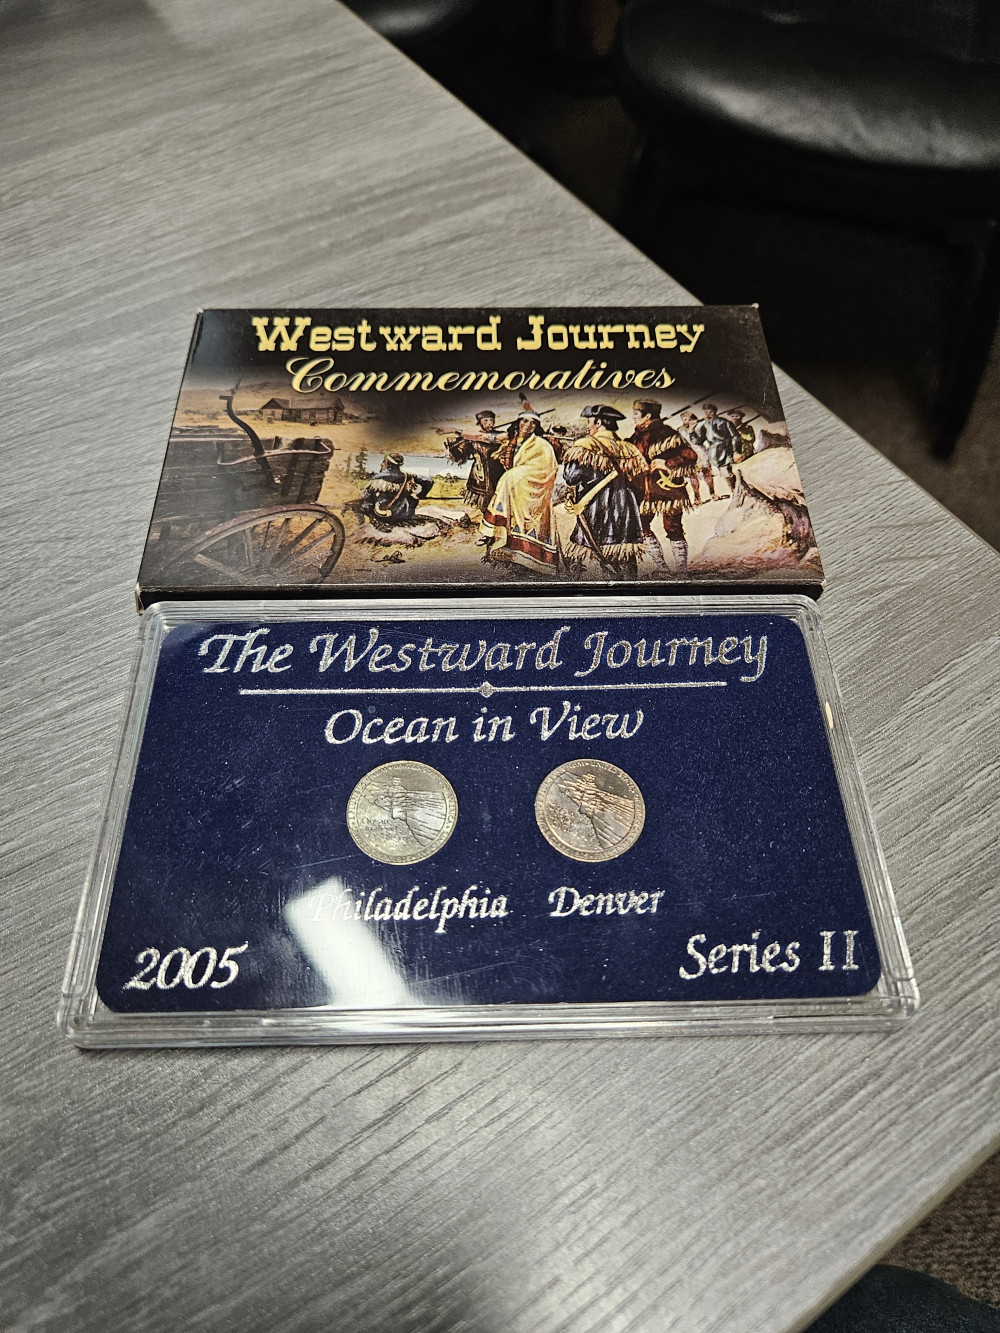 Westward Journey
Commemoratives
The Westward Journey
Ocean in View
Philadelphia Denver
2005
Series II